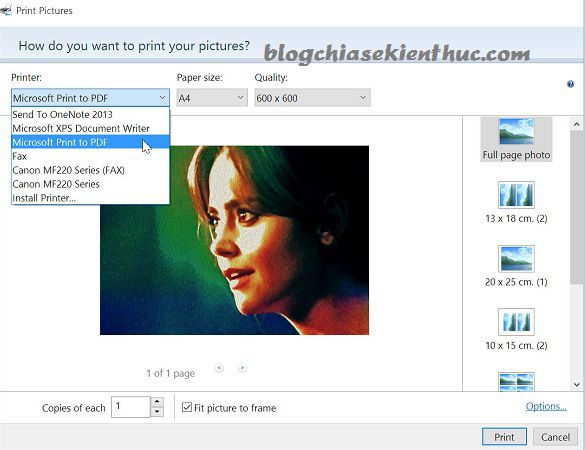 Print Pictures
How do you want to print your pictures?
blogchiasekienthuc.com
Printer:
Paper size:
Quality:
Microsoft Print to PDF
A4
600 x 600
Send To OneNote 2013
Microsoft XPS Document Writer
Microsoft Print to PDF
Fax
Canon MF220 Series (FAX)
Canon MF220 Series
Install Printer...
Full page photo
13 x 18 cm. (2)
20 x 25 cm. (1)
10 x 15 cm. (2)
1 of 1 page
Copies of each
1
Fit picture to frame
Options...
Print
Cancel